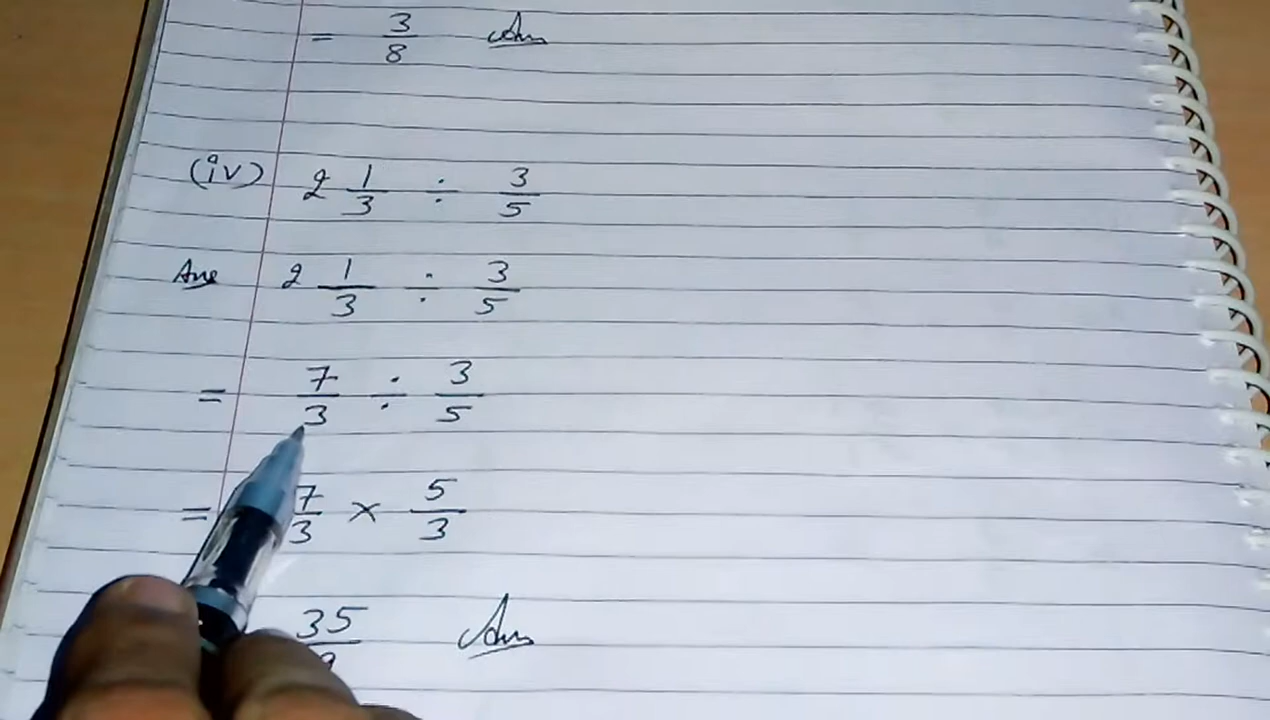 = 3/8 Ans
(iv) 2 1/3 ÷ 3/5
Ans 2 1/3 ÷ 3/5
= 7/3 ÷ 3/5
= 7/3 × 5/3
35/9 Ans